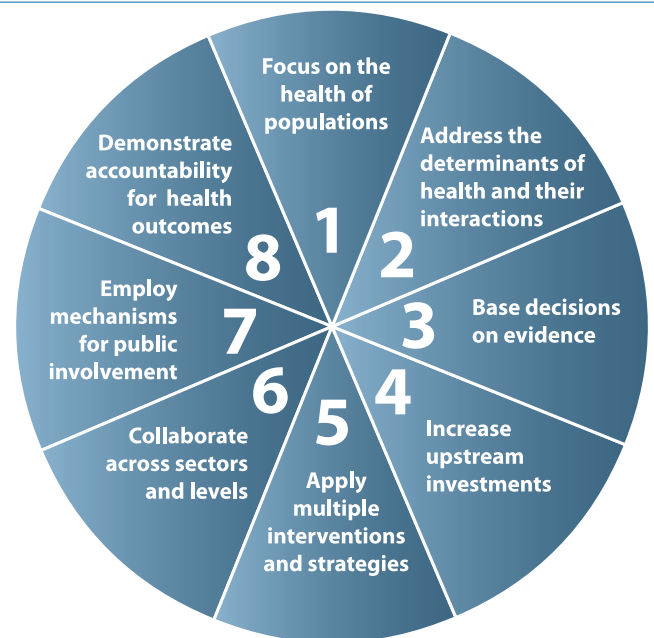 Focus on the
health of
populations
1
Address the
determinants of
health and their
interactions
2
Base decisions
on evidence
3
Increase
upstream
investments
4
Apply
multiple
interventions
and strategies
5
Collaborate
across sectors
and levels
6
Employ
mechanisms
for public
involvement
7
Demonstrate
accountability
for health
outcomes
8